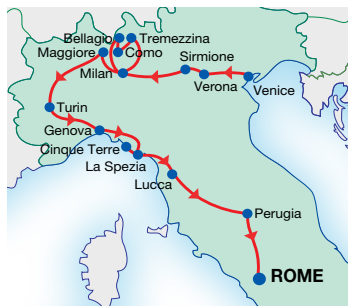 Bellagio
Tremezzina
Maggiore
Como
Sirmione
Milan
Verona
Venice
Turin
Genova
Cinque Terre
La Spezia
Lucca
Perugia
ROME